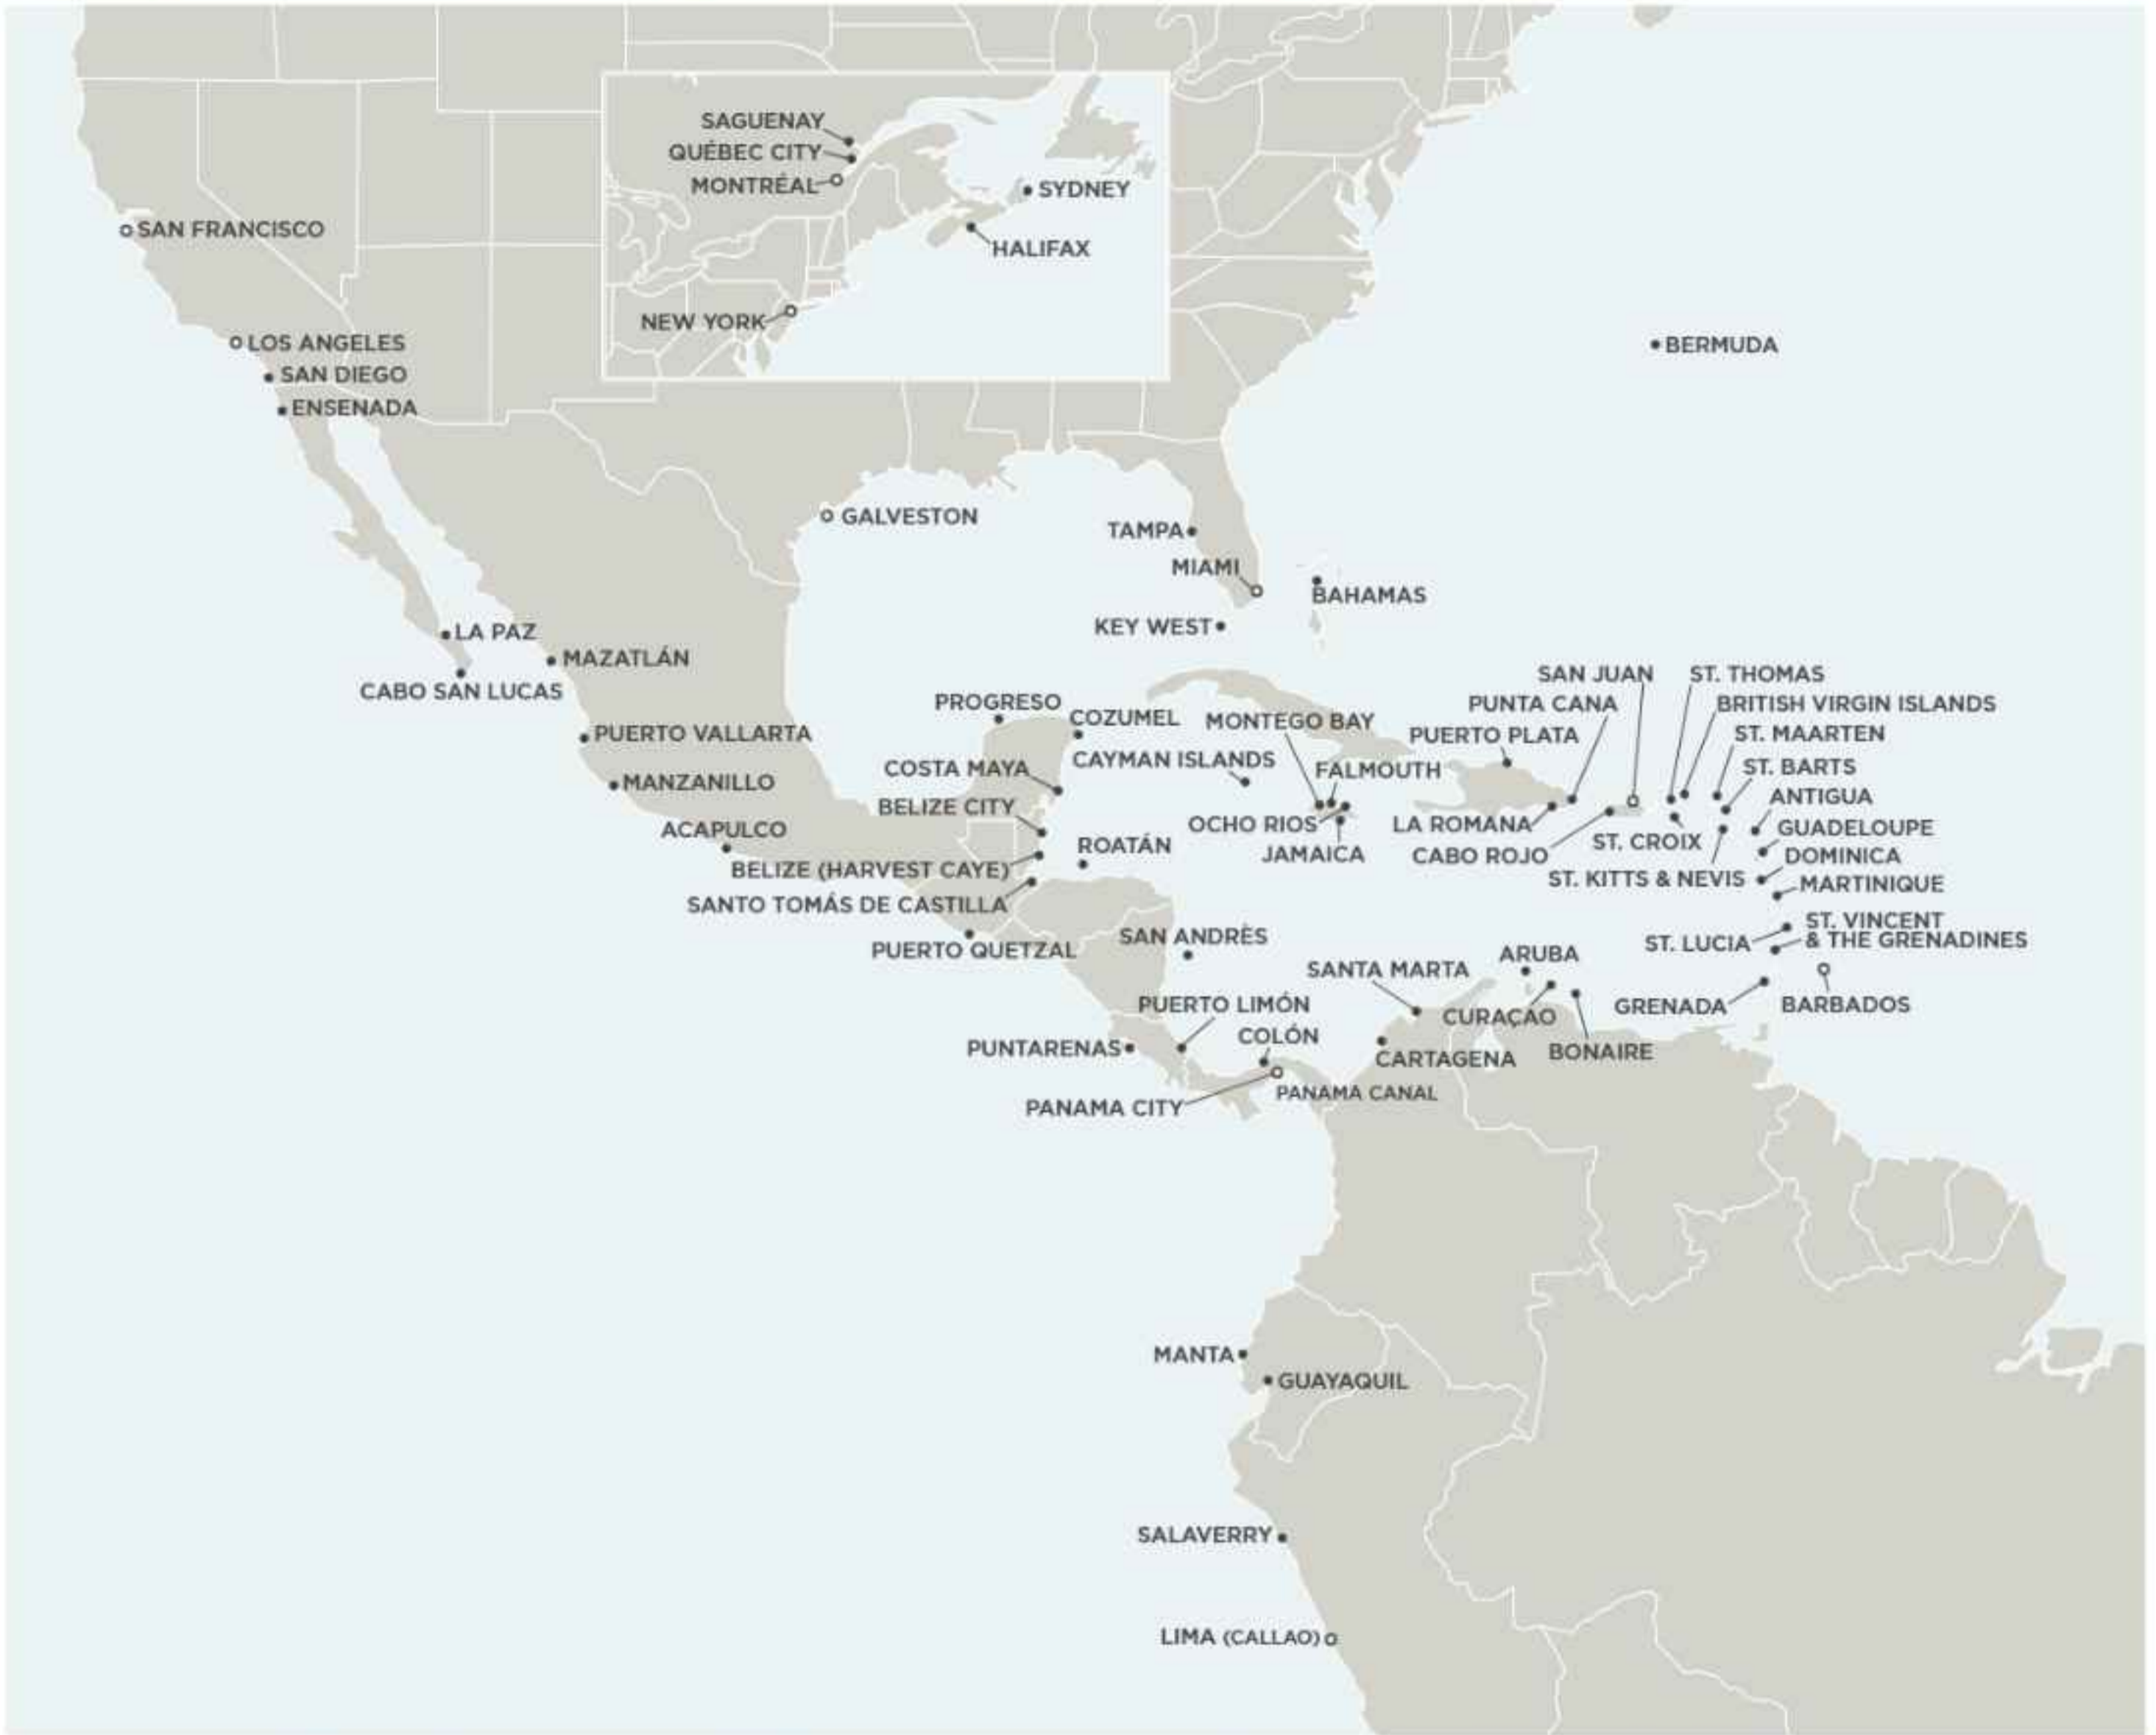 SAGUENAY
QUÉBEC CITY
MONTRÉAL
SYDNEY
HALIFAX
NEW YORK
SAN FRANCISCO
LOS ANGELES
SAN DIEGO
ENSENADA
BERMUDA
GALVESTON
TAMPA
MIAMI
BAHAMAS
KEY WEST
LA PAZ
MAZATLÁN
CABO SAN LUCAS
PUERTO VALLARTA
MANZANILLO
ACAPULCO
PROGRESO
COZUMEL
MONTEGO BAY
CAYMAN ISLANDS
COSTA MAYA
FALMOUTH
BELIZE CITY
OCHO RIOS
JAMAICA
ROATÁN
BELIZE (HARVEST CAYE)
SANTO TOMÁS DE CASTILLA
PUERTO QUETZAL
SAN JUAN
ST. THOMAS
PUNTA CANA
BRITISH VIRGIN ISLANDS
PUERTO PLATA
ST. MAARTEN
ST. BARTS
ANTIGUA
LA ROMANA
GUADELOUPE
ST. CROIX
CABO ROJO
DOMINICA
ST. KITTS & NEVIS
MARTINIQUE
ST. VINCENT
& THE GRENADINES
ST. LUCIA
SAN ANDRÈS
ARUBA
SANTA MARTA
GRENADA
BARBADOS
CURAÇAO
PUERTO LIMÓN
COLÓN
PUNTARENAS
CARTAGENA
BONAIRE
PANAMA CANAL
PANAMA CITY
MANTA
GUAYAQUIL
SALAVERRY
LIMA (CALLAO)